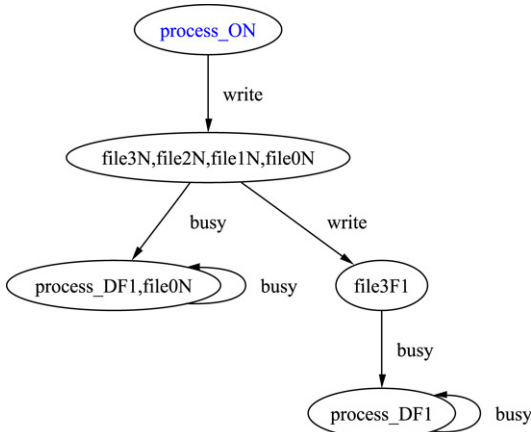 process_ON
write
file3N,file2N,file1N,file0N
busy
write
process_DF1,file0N
busy
file3F1
busy
process_DF1
busy